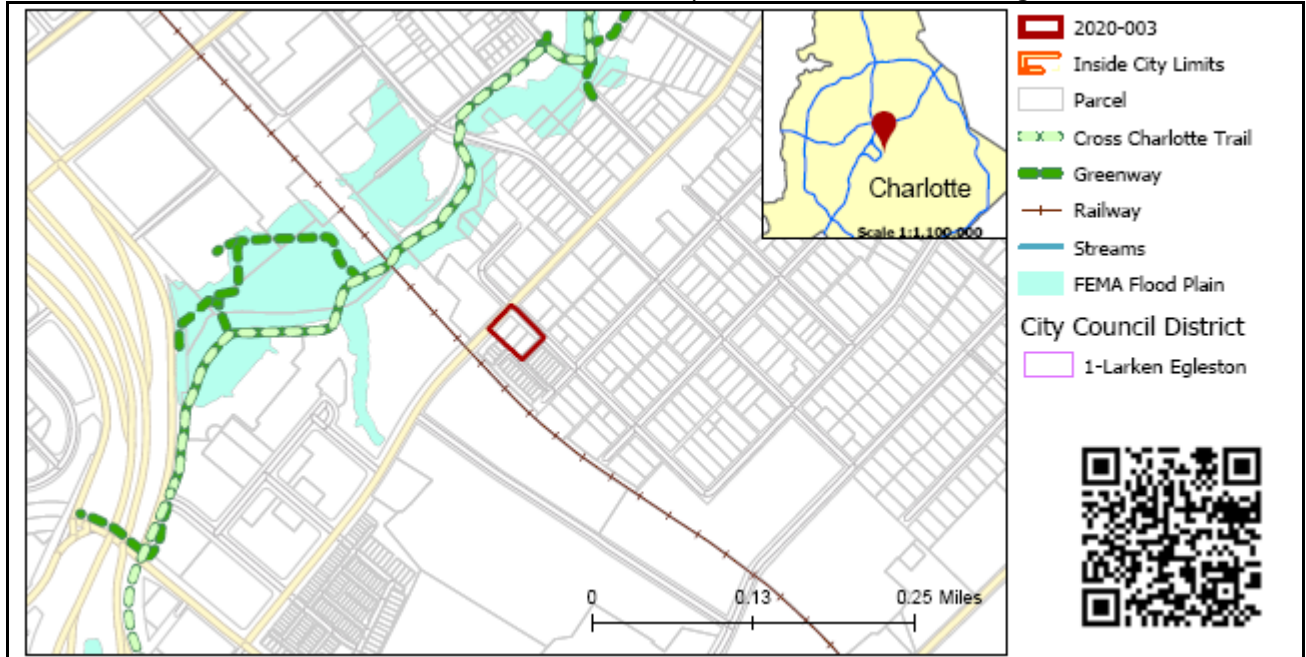 Charlotte
Scale 1:1,100,000
0
0.13
0.25 Miles
2020-003
Inside City Limits
Parcel
Cross Charlotte Trail
Greenway
Railway
Streams
FEMA Flood Plain
City Council District
1-Larken Egleston